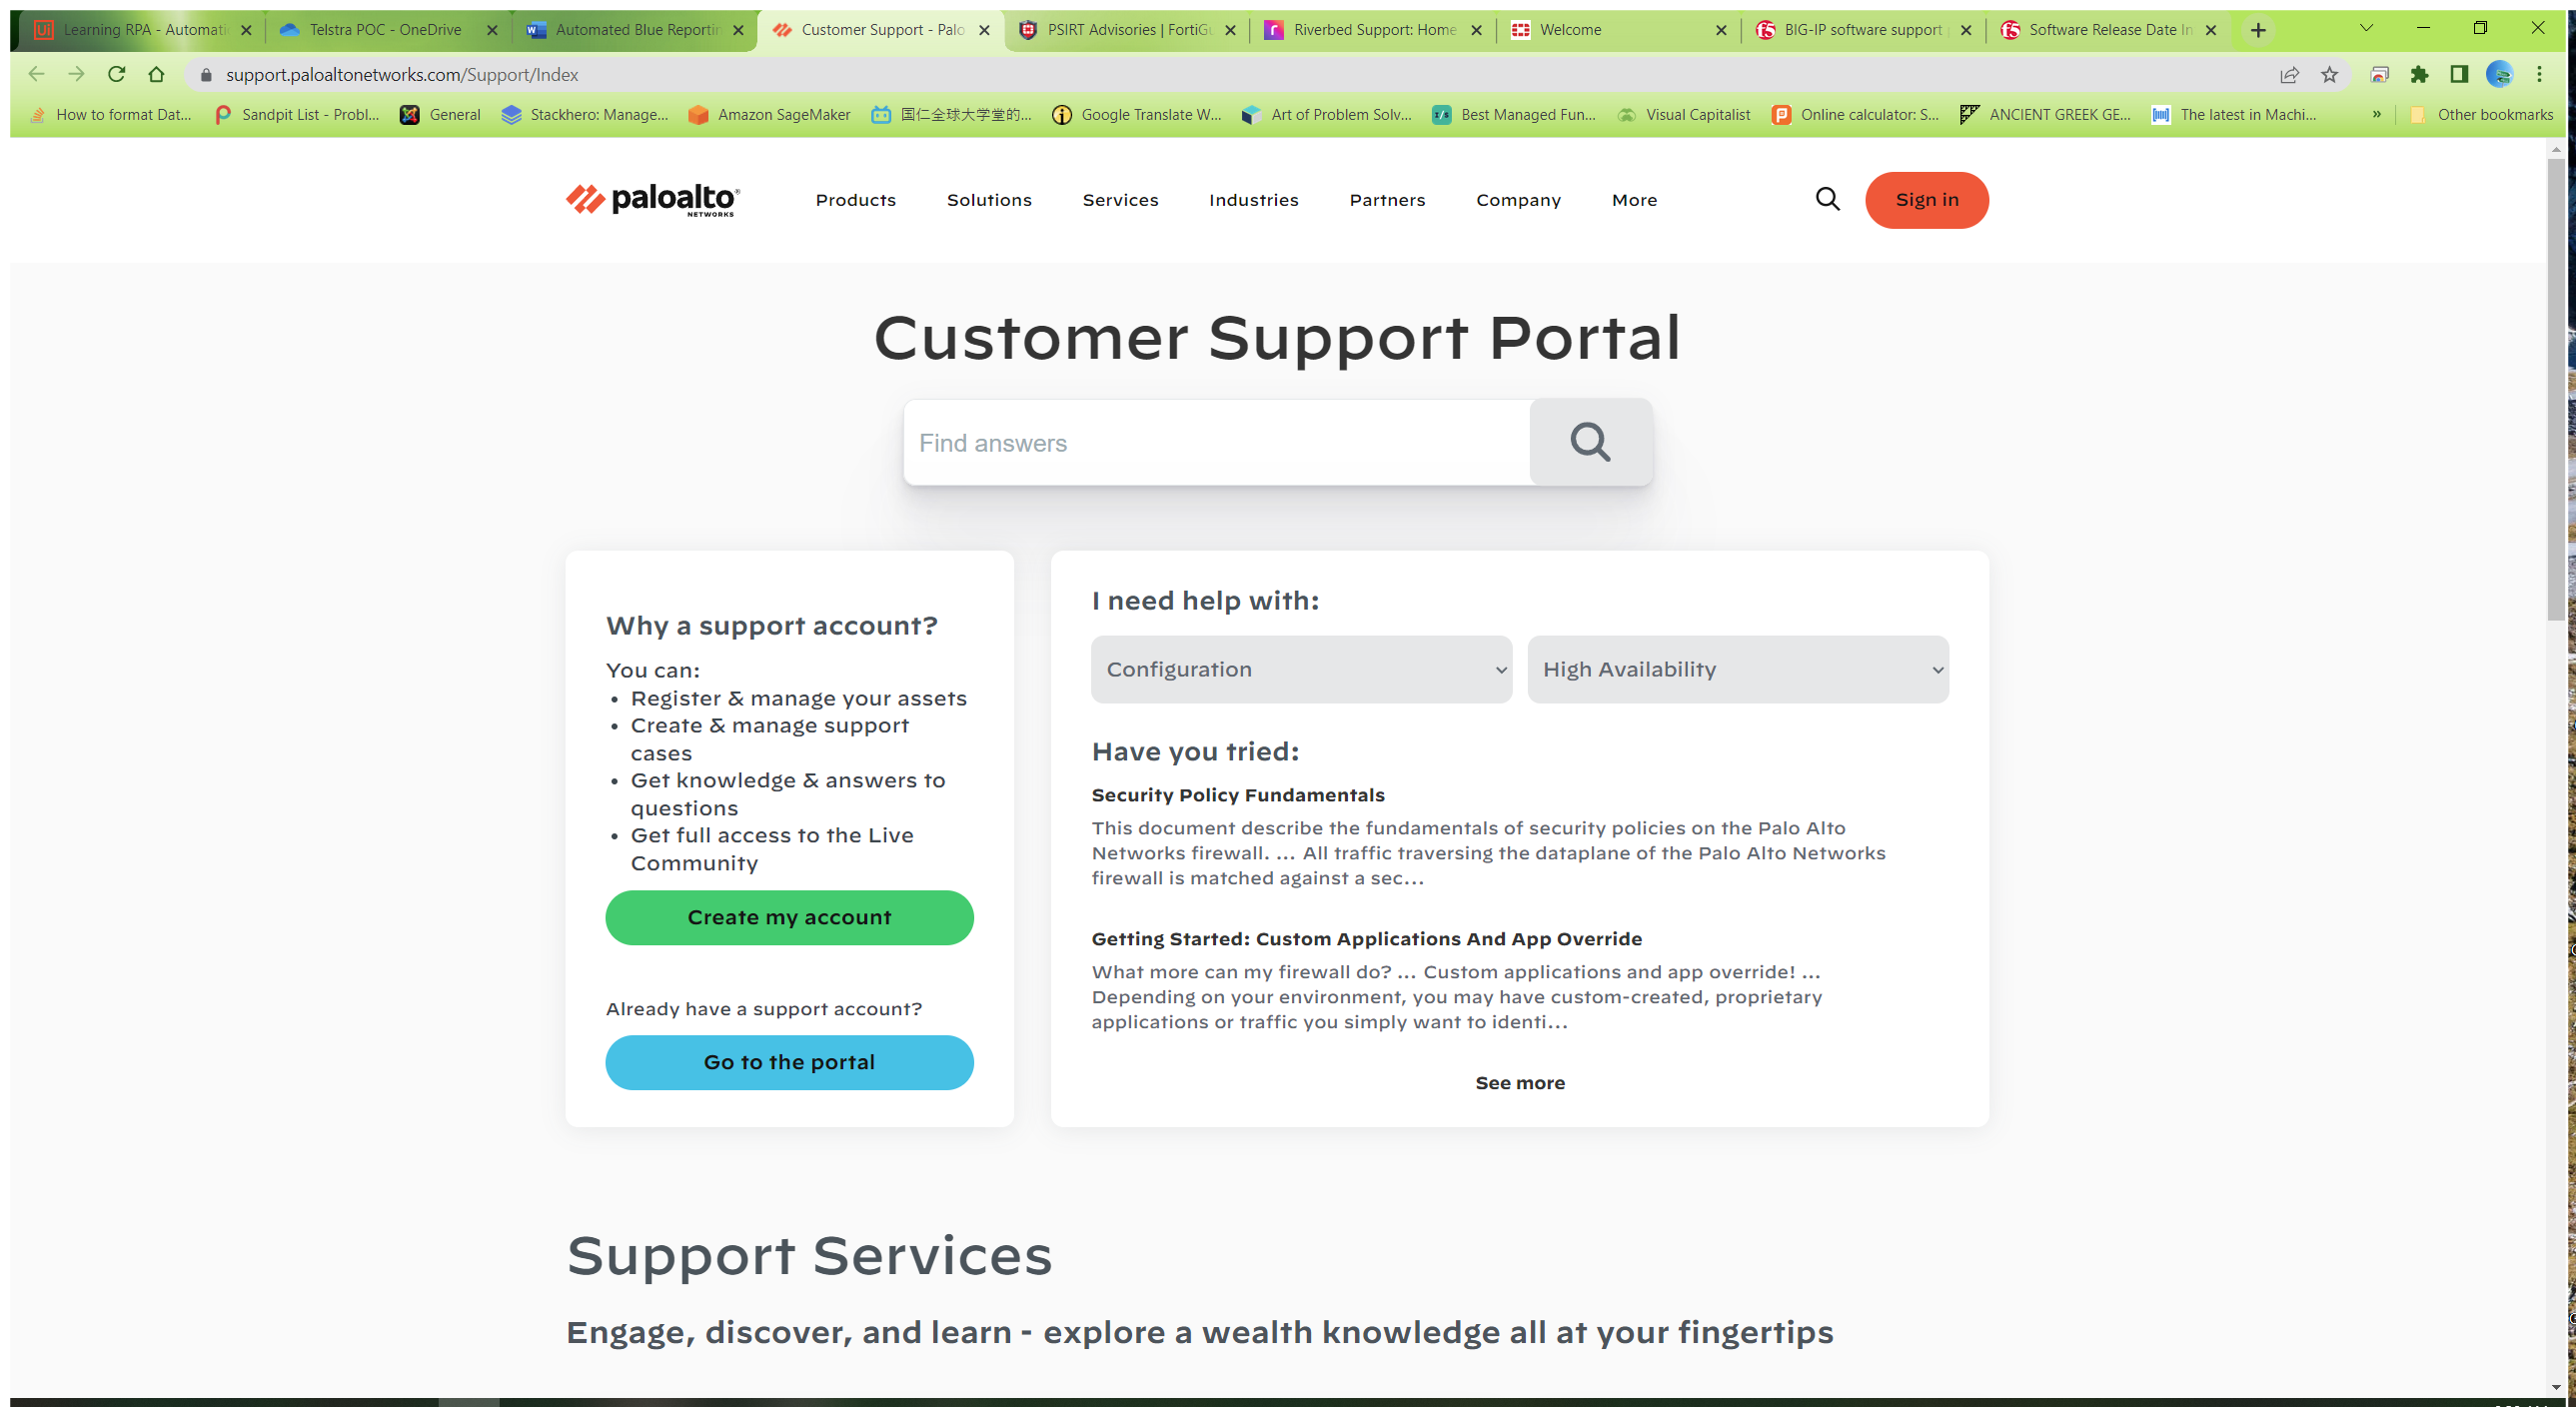 Learning RPA - Automati
Telstra POC - OneDrive
Automated Blue Reportin
Customer Support - Palo
PSIRT Advisories | FortiGu
Riverbed Support: Home
Welcome
BIG-IP software support
Software Release Date In
support.paloaltonetworks.com/Support/Index
How to format Dat...
Sandpit List - Probl...
General
Stackhero: Manage...
Amazon SageMaker
国仁全球大学堂的...
Google Translate W...
Art of Problem Solv...
Best Managed Fun...
Visual Capitalist
Online calculator: S...
ANCIENT GREEK GE...
The latest in Machi...
»
Other bookmarks
paloalto
NETWORKS
Products
Solutions
Services
Industries
Partners
Company
More
Sign in
Customer Support Portal
Find answers
Why a support account?
You can:
• Register & manage your assets
• Create & manage support
cases
• Get knowledge & answers to
questions
• Get full access to the Live
Community
Create my account
Already have a support account?
Go to the portal
I need help with:
Configuration
High Availability
Have you tried:
Security Policy Fundamentals
This document describe the fundamentals of security policies on the Palo Alto
Networks firewall. ... All traffic traversing the dataplane of the Palo Alto Networks
firewall is matched against a sec...
Getting Started: Custom Applications And App Override
What more can my firewall do? ... Custom applications and app override! ...
Depending on your environment, you may have custom-created, proprietary
applications or traffic you simply want to identi...
See more
Support Services
Engage, discover, and learn - explore a wealth knowledge all at your fingertips